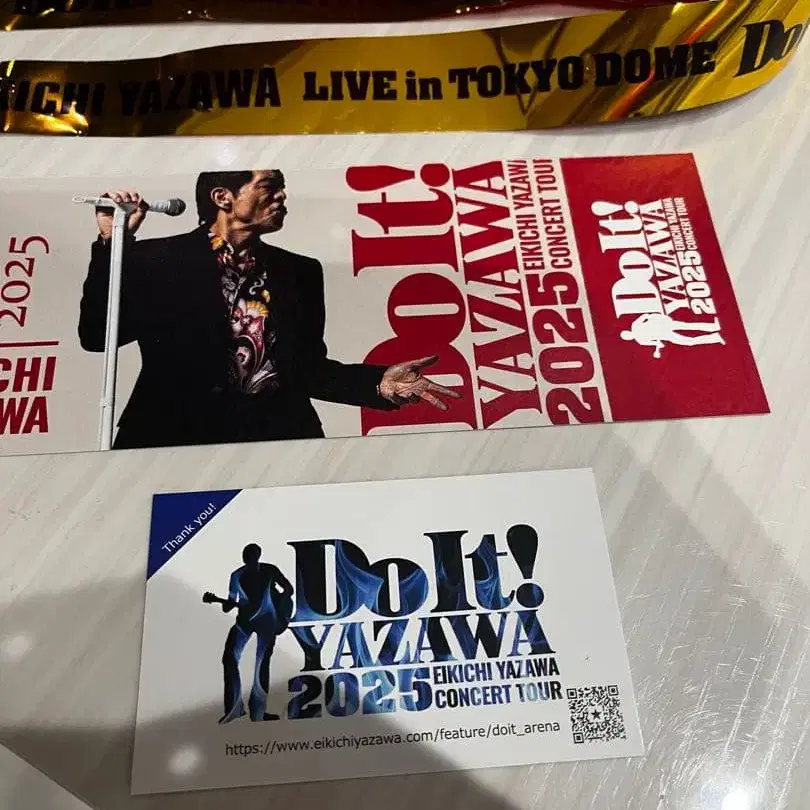 YAZAWA LIVE in TOKYO DOME Do
2025
CHI
WA
Do It!
YAZAWA
2025
EIKICHI YAZAWA
CONCERT TOUR
Do It!
YAZAWA
2025
EIKICHI YAZAWA
CONCERT TOUR
Thank you!
Do It!
YAZAWA
2025
EIKICHI YAZAWA
CONCERT TOUR
https://www.eikichiyazawa.com/feature/doit_arena